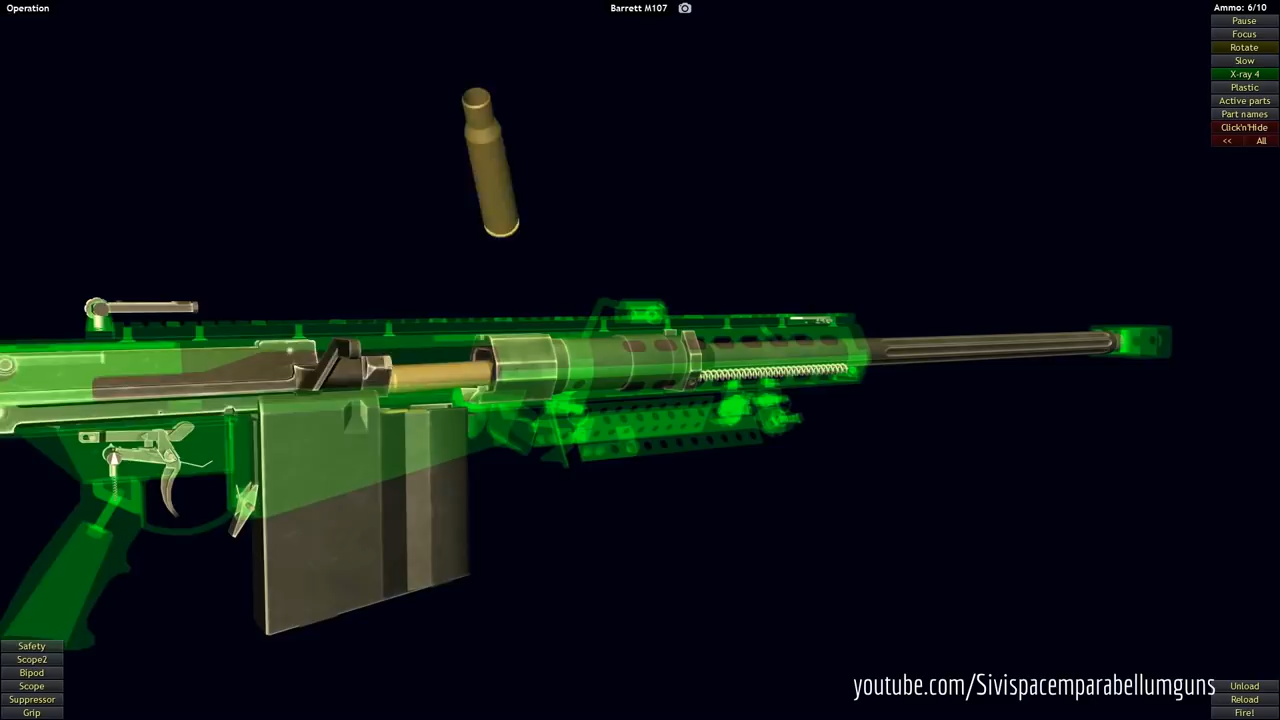 Operation
Barrett M107
Ammo: 6/10
Pause
Focus
Rotate
Slow
X-ray 4
Plastic
Active parts
Part names
Click'n'Hide
<< All
Safety
Scope2
Bipod
Scope
Suppressor
Grip
youtube.com/Sivispacemparabellumguns
Unload
Reload
Fire!